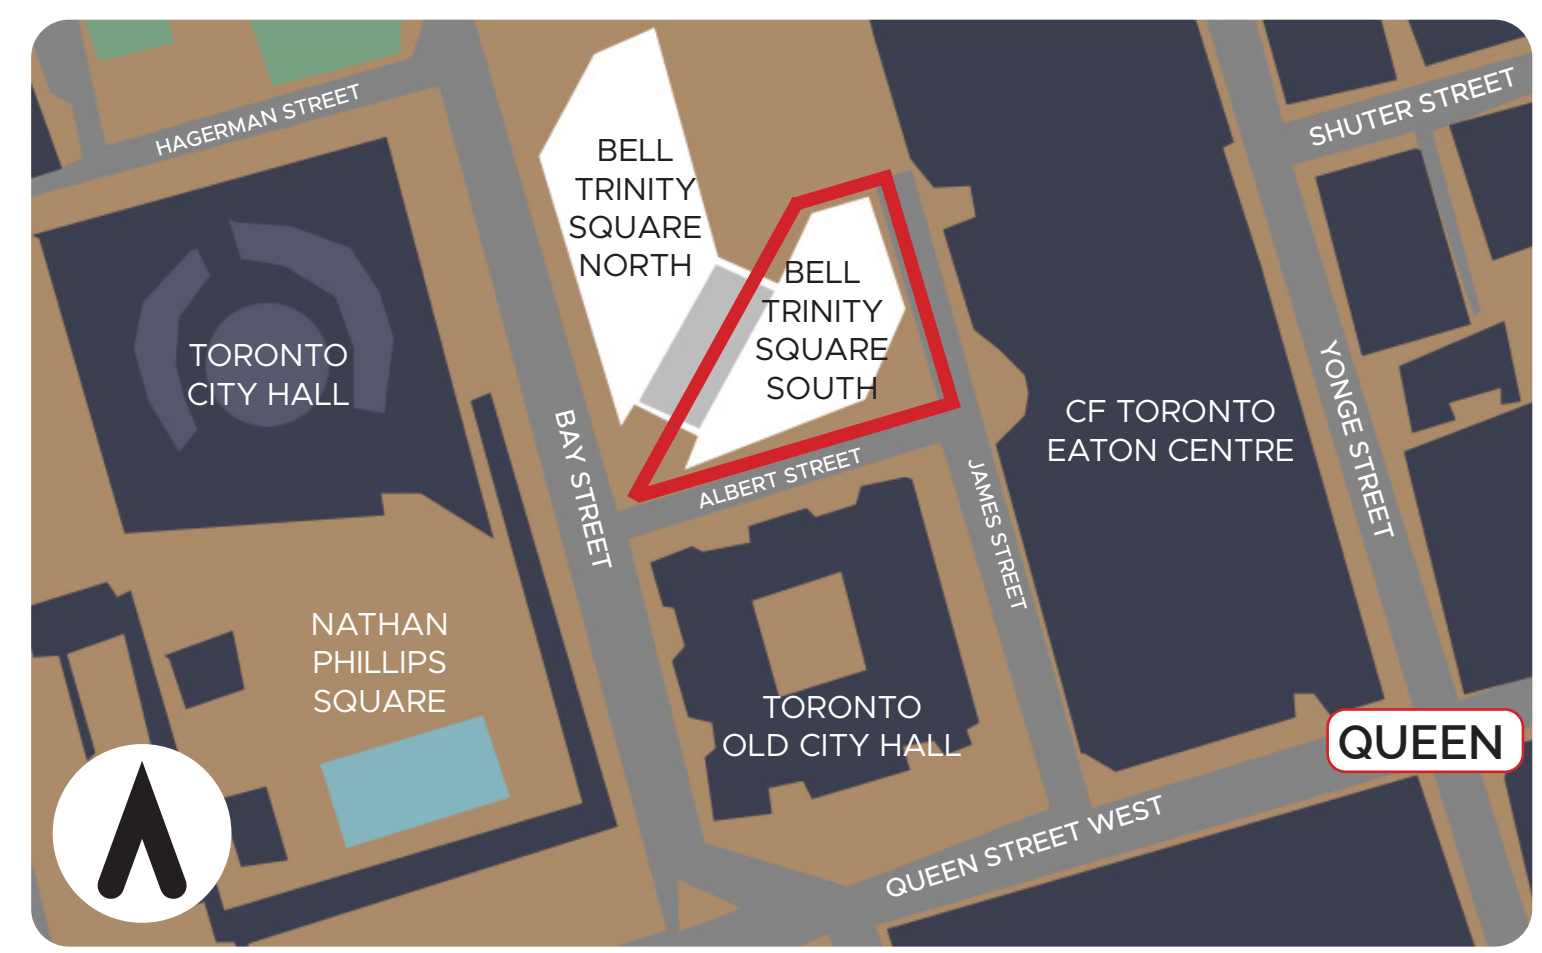 HAGERMAN STREET
SHUTER STREET
BELL
TRINITY
SQUARE
NORTH
BELL
TRINITY
SQUARE
SOUTH
TORONTO
CITY HALL
BAY STREET
ALBERT STREET
JAMES STREET
CF TORONTO
EATON CENTRE
YONGE STREET
NATHAN
PHILLIPS
SQUARE
TORONTO
OLD CITY HALL
QUEEN
QUEEN STREET WEST